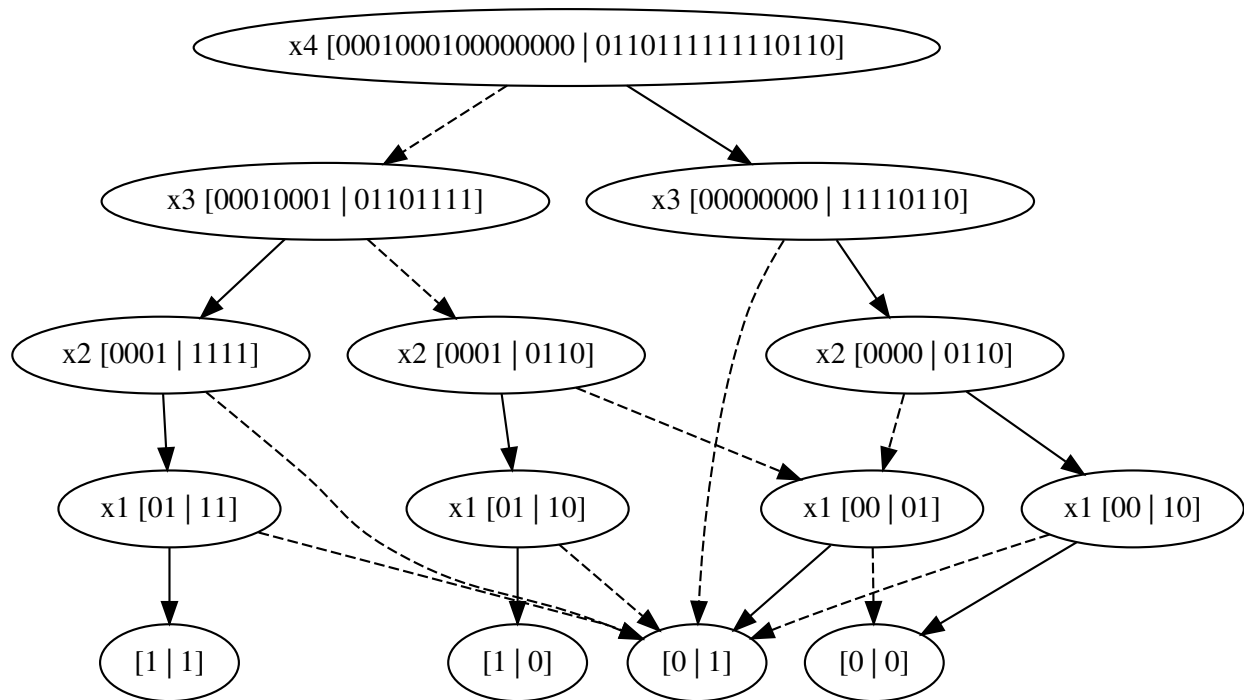 x4 [0001000100000000 | 0110111111110110]
x3 [00010001 | 01101111]
x3 [00000000 | 11110110]
x2 [0001 | 1111]
x2 [0001 | 0110]
x2 [0000 | 0110]
x1 [01 | 11]
x1 [01 | 10]
x1 [00 | 01]
x1 [00 | 10]
[1 | 1]
[1 | 0]
[0 | 1]
[0 | 0]